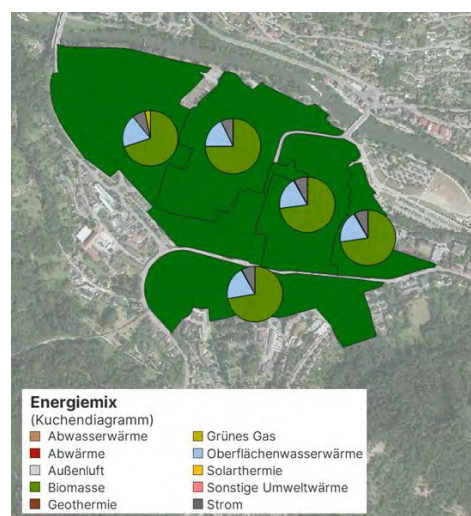 Energiemix
(Kuchendiagramm)
Abwasserwärme
Abwärme
Außenluft
Biomasse
Geothermie
Grünes Gas
Oberflächenwasserwärme
Solarthermie
Sonstige Umweltwärme
Strom